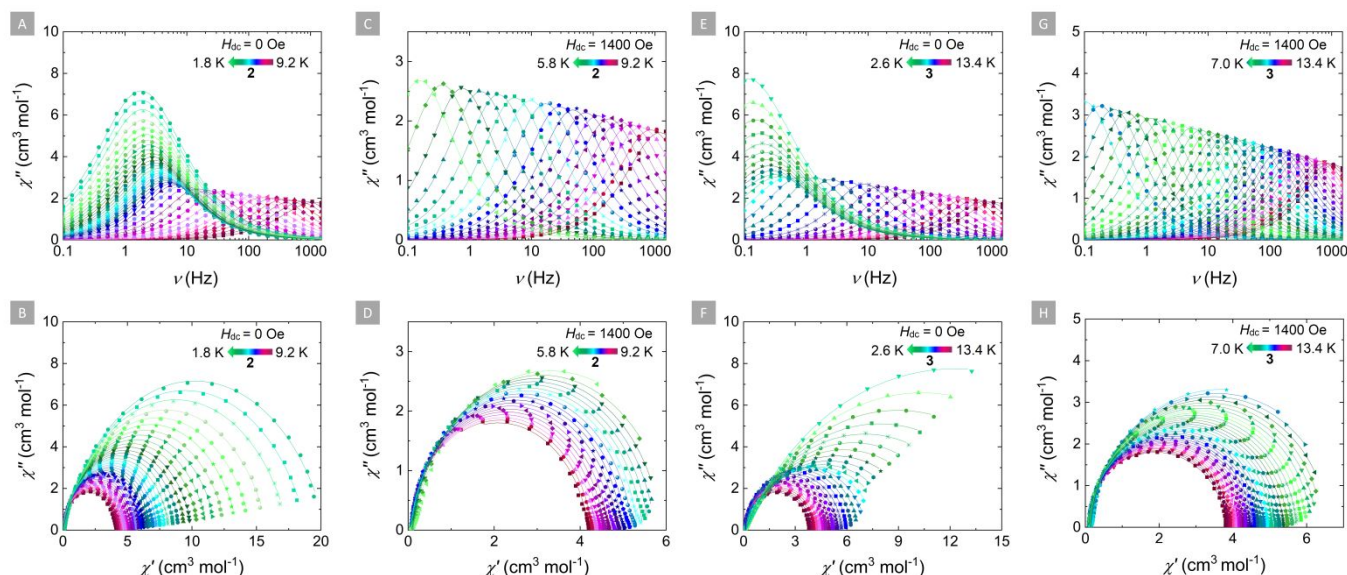 A
H_dc = 0 Oe
1.8 K 9.2 K
2
χ″ (cm³ mol⁻¹)
10
8
6
4
2
0
0.1 1 10 100 1000
ν (Hz)
C
H_dc = 1400 Oe
5.8 K 9.2 K
2
χ″ (cm³ mol⁻¹)
3
2
1
0
0.1 1 10 100 1000
ν (Hz)
E
H_dc = 0 Oe
2.6 K 13.4 K
3
χ″ (cm³ mol⁻¹)
10
8
6
4
2
0
0.1 1 10 100 1000
ν (Hz)
G
H_dc = 1400 Oe
7.0 K 13.4 K
3
χ″ (cm³ mol⁻¹)
5
4
3
2
1
0
0.1 1 10 100 1000
ν (Hz)
B
H_dc = 0 Oe
1.8 K 9.2 K
2
χ″ (cm³ mol⁻¹)
10
8
6
4
2
0
0 5 10 15 20
χ′ (cm³ mol⁻¹)
D
H_dc = 1400 Oe
5.8 K 9.2 K
2
χ″ (cm³ mol⁻¹)
3
2
1
0
0 1 2 3 4 5 6
χ′ (cm³ mol⁻¹)
F
H_dc = 0 Oe
2.6 K 13.4 K
3
χ″ (cm³ mol⁻¹)
10
8
6
4
2
0
0 3 6 9 12 15
χ′ (cm³ mol⁻¹)
H
H_dc = 1400 Oe
7.0 K 13.4 K
3
χ″ (cm³ mol⁻¹)
5
4
3
2
1
0
0 2 4 6
χ′ (cm³ mol⁻¹)